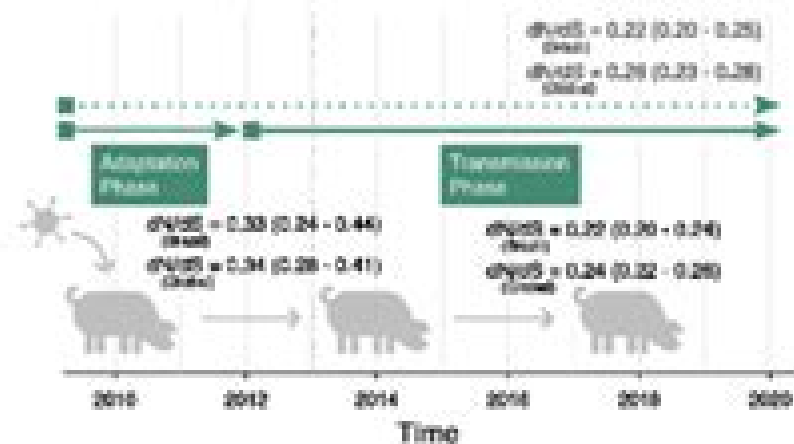 dN/dS = 0.22 (0.20 - 0.25)
dN/dS = 0.26 (0.23 - 0.28)
Adaptation
Phase
Transmission
Phase
dN/dS = 0.33 (0.24 - 0.44)
dN/dS = 0.34 (0.28 - 0.41)
dN/dS = 0.22 (0.20 - 0.24)
dN/dS = 0.24 (0.22 - 0.26)
2010 2012 2014 2016 2018 2020
Time